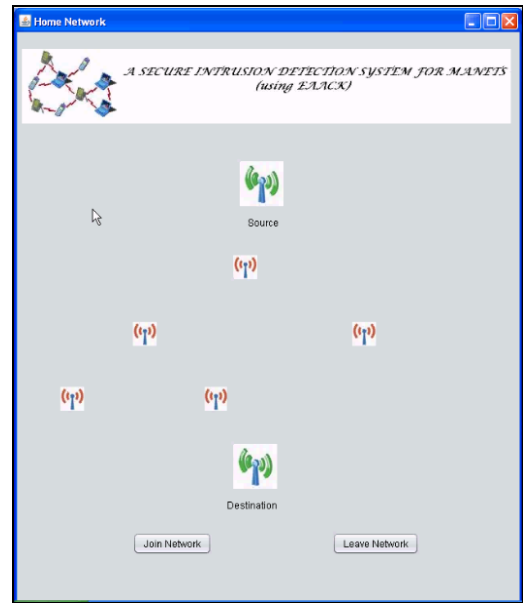 Home Network
A SECURE INTRUSION DETECTION SYSTEM FOR MANETS
(using EAACK)
Source
Destination
Join Network
Leave Network